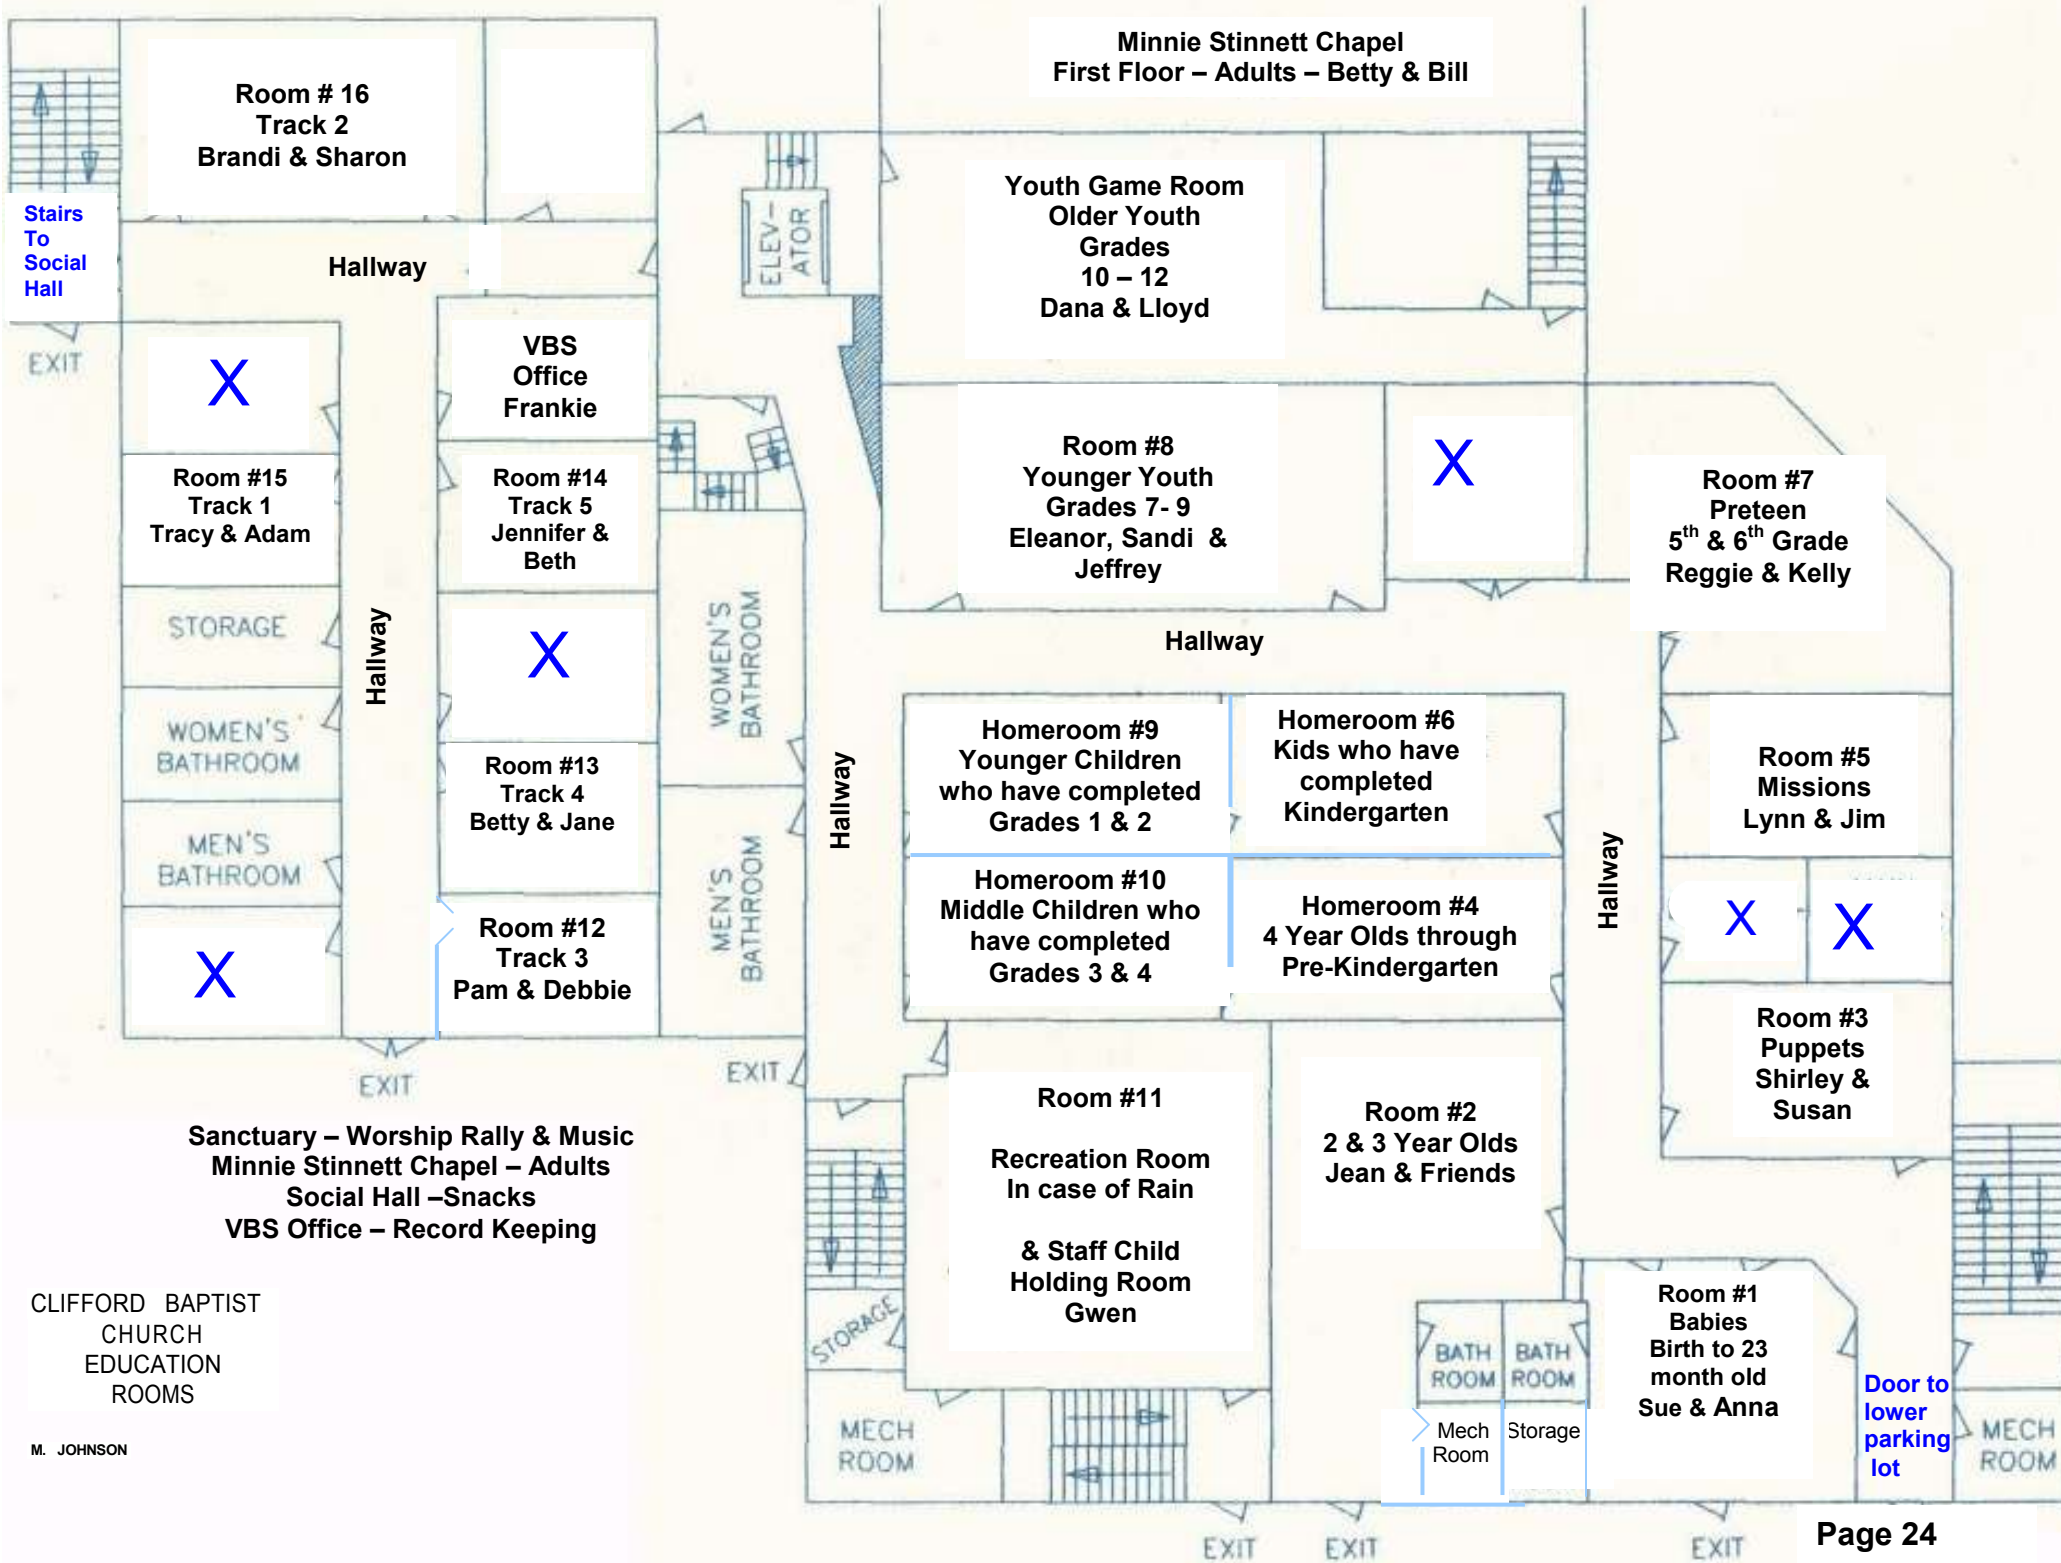 Minnie Stinnett Chapel
First Floor – Adults – Betty & Bill
Room # 16
Track 2
Brandi & Sharon
Stairs
To
Social
Hall
Hallway
ELEV-
ATOR
Youth Game Room
Older Youth
Grades
10 – 12
Dana & Lloyd
EXIT
X
VBS
Office
Frankie
Room #15
Track 1
Tracy & Adam
Room #14
Track 5
Jennifer &
Beth
Room #8
Younger Youth
Grades 7- 9
Eleanor, Sandi &
Jeffrey
X
Room #7
Preteen
5th & 6th Grade
Reggie & Kelly
STORAGE
Hallway
X
WOMEN'S
BATHROOM
Hallway
WOMEN'S
BATHROOM
Room #13
Track 4
Betty & Jane
Hallway
Homeroom #9
Younger Children
who have completed
Grades 1 & 2
Homeroom #6
Kids who have
completed
Kindergarten
Hallway
Room #5
Missions
Lynn & Jim
MEN'S
BATHROOM
MEN'S
BATHROOM
Homeroom #10
Middle Children who
have completed
Grades 3 & 4
Homeroom #4
4 Year Olds through
Pre-Kindergarten
X
X
X
Room #12
Track 3
Pam & Debbie
Room #3
Puppets
Shirley &
Susan
EXIT
EXIT
Room #11
Recreation Room
In case of Rain
& Staff Child
Holding Room
Gwen
Room #2
2 & 3 Year Olds
Jean & Friends
Sanctuary – Worship Rally & Music
Minnie Stinnett Chapel – Adults
Social Hall –Snacks
VBS Office – Record Keeping
CLIFFORD BAPTIST
CHURCH
EDUCATION
ROOMS
M. JOHNSON
STORAGE
MECH
ROOM
BATH
ROOM
BATH
ROOM
Mech
Room
Storage
Room #1
Babies
Birth to 23
month old
Sue & Anna
Door to
lower
parking
lot
MECH
ROOM
EXIT
EXIT
EXIT
Page 24